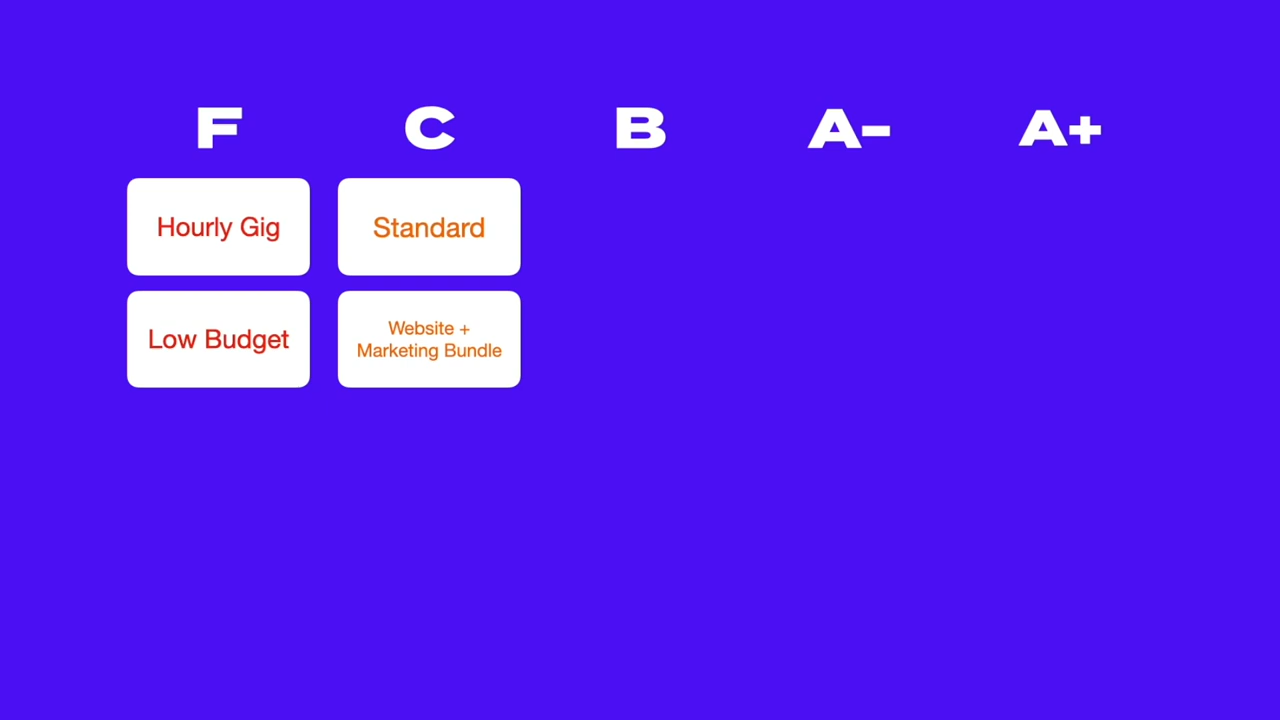 F C B A- A+
Hourly Gig
Standard
Low Budget
Website +
Marketing Bundle